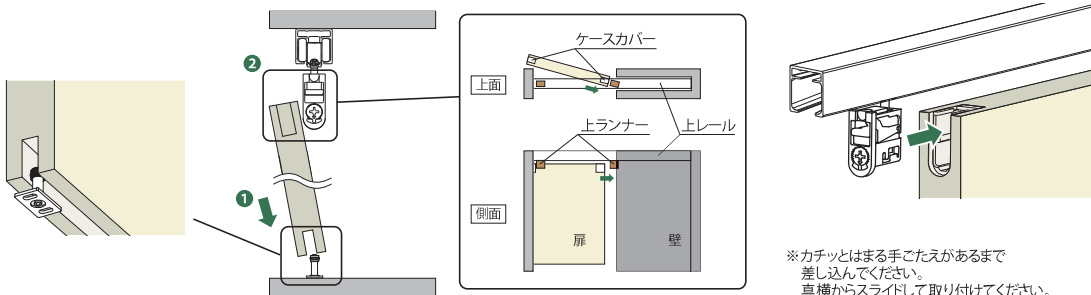 ❷
❶
ケースカバー
上面
上ランナー
上レール
側面
扉
壁
※カチッとはまる手ごたえがあるまで
差し込んでください。
真横からスライドして取り付けてください。